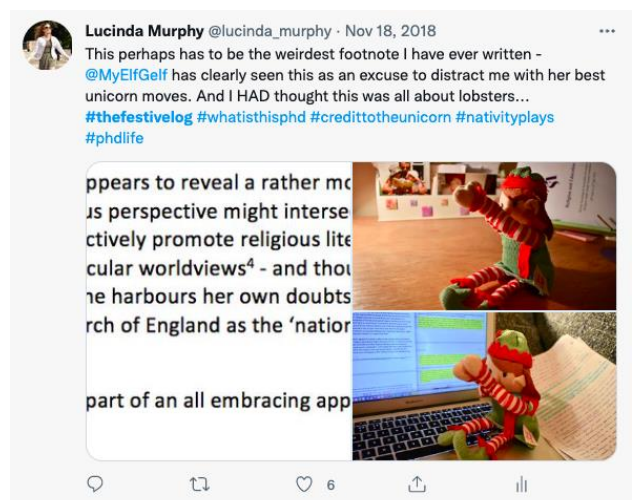 Lucinda Murphy @lucinda_murphy · Nov 18, 2018
This perhaps has to be the weirdest footnote I have ever written -
@MyElfGelf has clearly seen this as an excuse to distract me with her best
unicorn moves. And I HAD thought this was all about lobsters...
#thefestivelog #whatisthisphd #credittotheunicorn #nativityplays
#phdlife
ppears to reveal a rather mo
us perspective might interse
ctively promote religious lite
cular worldviews4 - and thou
he harbours her own doubts
rch of England as the 'nation
part of an all embracing app
6